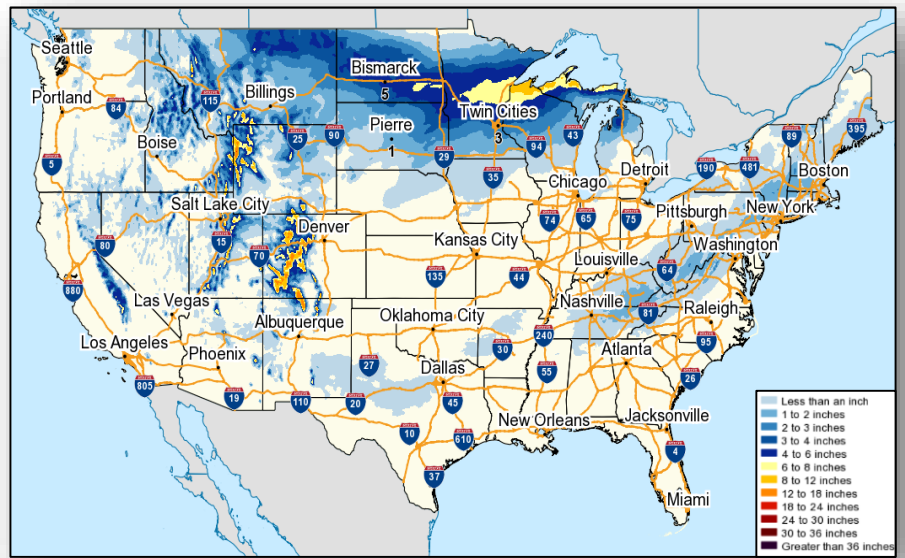 Seattle
Portland
84
5
Boise
115
Billings
25
90
Bismarck
5
Pierre
1
29
Twin Cities
3
94
43
35
Chicago
Detroit
74
65
75
190
481
89
395
Boston
New York
Pittsburgh
Washington
Salt Lake City
80
15
70
Denver
Kansas City
135
44
Louisville
64
880
Las Vegas
Los Angeles
805
Phoenix
19
Albuquerque
110
27
20
Oklahoma City
30
240
Nashville
81
Raleigh
95
26
Atlanta
55
Dallas
45
10
610
37
New Orleans
Jacksonville
4
Miami
Less than an inch
1 to 2 inches
2 to 3 inches
3 to 4 inches
4 to 6 inches
6 to 8 inches
8 to 12 inches
12 to 18 inches
18 to 24 inches
24 to 30 inches
30 to 36 inches
Greater than 36 inches